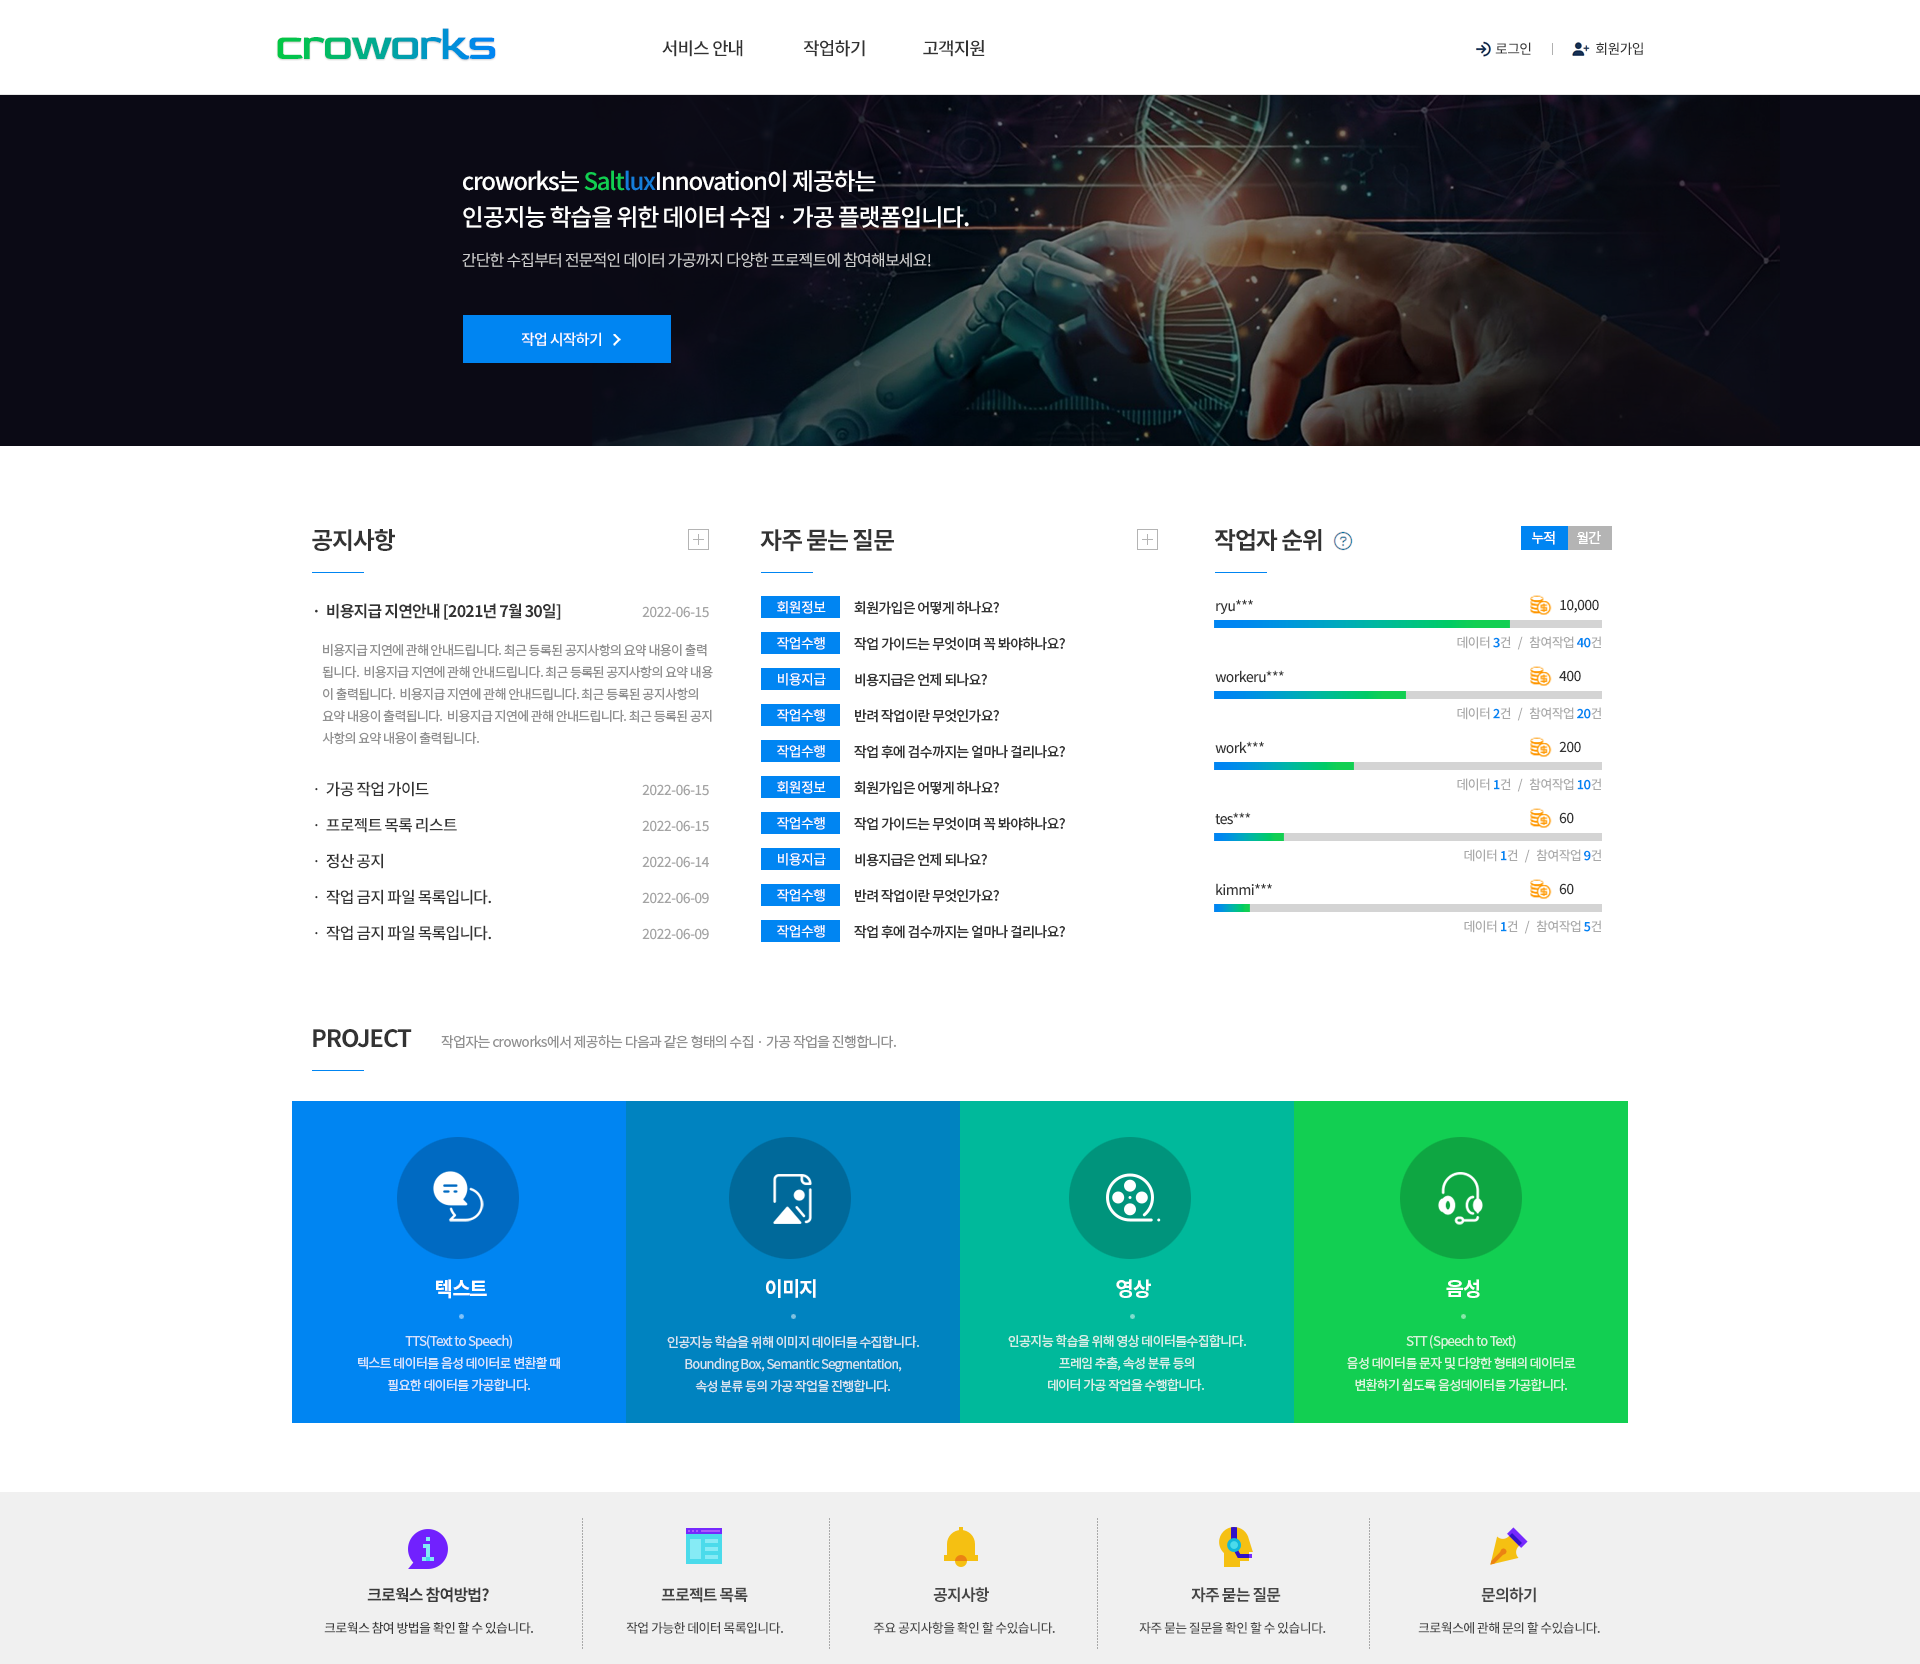 croworks
서비스 안내
작업하기
고객지원
로그인
회원가입
croworks는 SaltluxInnovation이 제공하는
인공지능 학습을 위한 데이터 수집 · 가공 플랫폼입니다.
간단한 수집부터 전문적인 데이터 가공까지 다양한 프로젝트에 참여해보세요!
작업 시작하기
공지사항
· 비용지급 지연안내 [2021년 7월 30일] 2022-06-15
비용지급 지연에 관해 안내드립니다. 최근 등록된 공지사항의 요약 내용이 출력
됩니다. 비용지급 지연에 관해 안내드립니다. 최근 등록된 공지사항의 요약 내용
이 출력됩니다. 비용지급 지연에 관해 안내드립니다. 최근 등록된 공지사항의
요약 내용이 출력됩니다. 비용지급 지연에 관해 안내드립니다. 최근 등록된 공지
사항의 요약 내용이 출력됩니다.
· 가공 작업 가이드 2022-06-15
· 프로젝트 목록 리스트 2022-06-15
· 정산 공지 2022-06-14
· 작업 금지 파일 목록입니다. 2022-06-09
· 작업 금지 파일 목록입니다. 2022-06-09
자주 묻는 질문
회원정보 회원가입은 어떻게 하나요?
작업수행 작업 가이드는 무엇이며 꼭 봐야하나요?
비용지급 비용지급은 언제 되나요?
작업수행 반려 작업이란 무엇인가요?
작업수행 작업 후에 검수까지는 얼마나 걸리나요?
회원정보 회원가입은 어떻게 하나요?
작업수행 작업 가이드는 무엇이며 꼭 봐야하나요?
비용지급 비용지급은 언제 되나요?
작업수행 반려 작업이란 무엇인가요?
작업수행 작업 후에 검수까지는 얼마나 걸리나요?
작업자 순위 ?
누적 월간
ryu*** 10,000
데이터 3건 / 참여작업 40건
workeru*** 400
데이터 2건 / 참여작업 20건
work*** 200
데이터 1건 / 참여작업 10건
tes*** 60
데이터 1건 / 참여작업 9건
kimmi*** 60
데이터 1건 / 참여작업 5건
PROJECT
작업자는 croworks에서 제공하는 다음과 같은 형태의 수집 · 가공 작업을 진행합니다.
텍스트
TTS(Text to Speech)
텍스트 데이터를 음성 데이터로 변환할 때
필요한 데이터를 가공합니다.
이미지
인공지능 학습을 위해 이미지 데이터를 수집합니다.
Bounding Box, Semantic Segmentation,
속성 분류 등의 가공 작업을 진행합니다.
영상
인공지능 학습을 위해 영상 데이터를수집합니다.
프레임 추출, 속성 분류 등의
데이터 가공 작업을 수행합니다.
음성
STT (Speech to Text)
음성 데이터를 문자 및 다양한 형태의 데이터로
변환하기 쉽도록 음성데이터를 가공합니다.
크로웍스 참여방법?
크로웍스 참여 방법을 확인 할 수 있습니다.
프로젝트 목록
작업 가능한 데이터 목록입니다.
공지사항
주요 공지사항을 확인 할 수있습니다.
자주 묻는 질문
자주 묻는 질문을 확인 할 수 있습니다.
문의하기
크로웍스에 관해 문의 할 수있습니다.